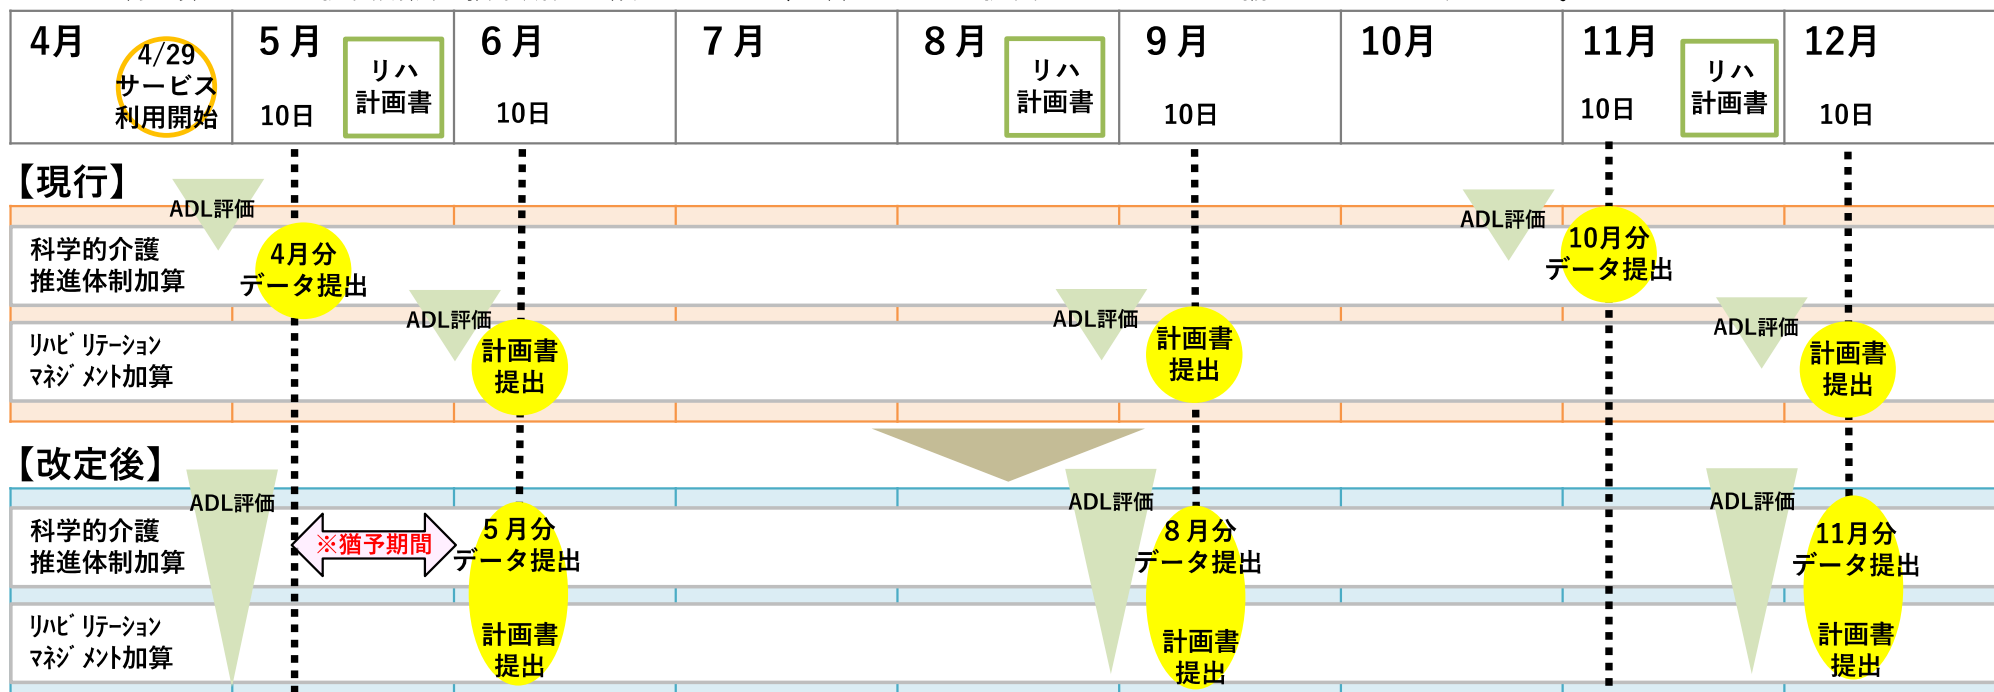 4月
4/29
サービス
利用開始
5月
10日
リハ
計画書
6月
10日
7月
8月
リハ
計画書
9月
10日
10月
11月
10日
リハ
計画書
12月
10日
【現行】
ADL評価
ADL評価
科学的介護
推進体制加算
4月分
データ提出
10月分
データ提出
ADL評価
ADL評価
ADL評価
リハビリテーション
マネジメント加算
計画書
提出
計画書
提出
計画書
提出
【改定後】
ADL評価
ADL評価
ADL評価
科学的介護
推進体制加算
※猶予期間
5月分
データ提出
8月分
データ提出
11月分
データ提出
リハビリテーション
マネジメント加算
計画書
提出
計画書
提出
計画書
提出